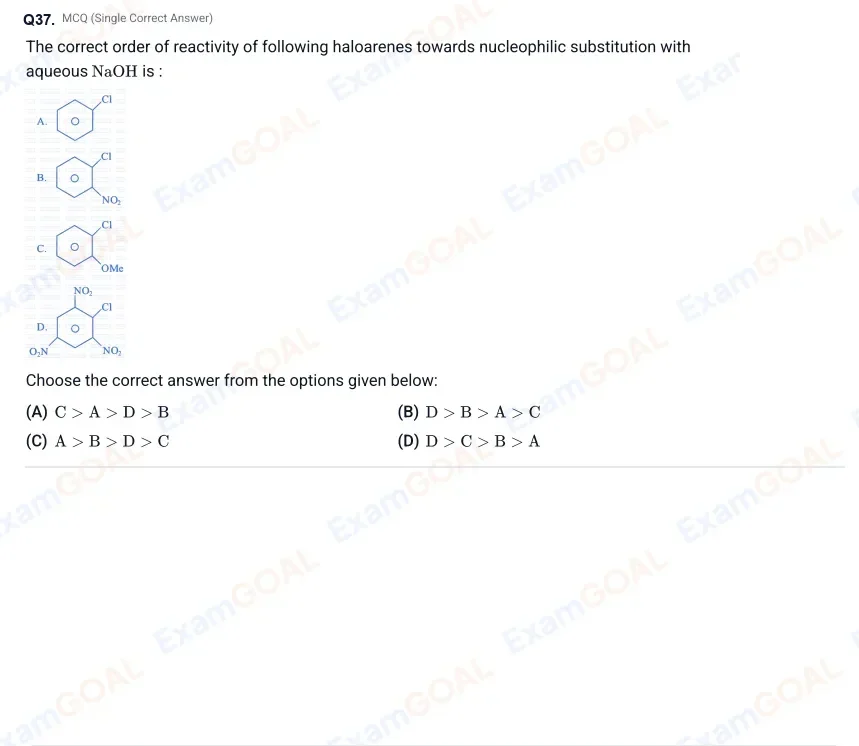 Q37. MCQ (Single Correct Answer)
The correct order of reactivity of following haloarenes towards nucleophilic substitution with
aqueous NaOH is :
Cl
A.
Cl
B.
NO₂
Cl
C.
OMe
NO₂
Cl
D.
O₂N NO₂
Choose the correct answer from the options given below:
(A) C > A > D > B (B) D > B > A > C
(C) A > B > D > C (D) D > C > B > A
ExamGOAL